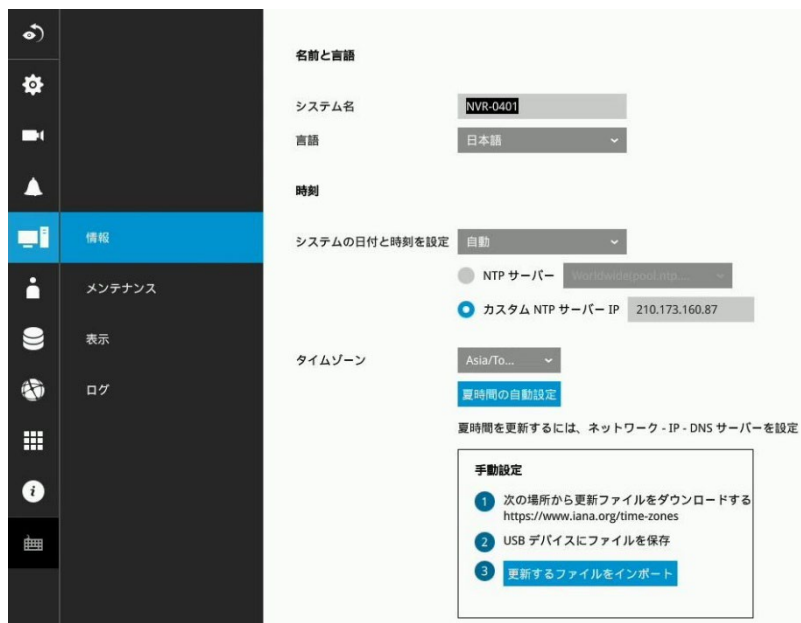 名前と言語
システム名 NVR-0401
言語 日本語
時刻
情報
システムの日付と時刻を設定 自動
NTP サーバー Worldwide(pool.ntp....
メンテナンス
カスタム NTP サーバー IP 210.173.160.87
表示
タイムゾーン Asia/To...
ログ
夏時間の自動設定
夏時間を更新するには、ネットワーク - IP - DNS サーバーを設定
手動設定
1 次の場所から更新ファイルをダウンロードする
https://www.iana.org/time-zones
2 USB デバイスにファイルを保存
3 更新するファイルをインポート